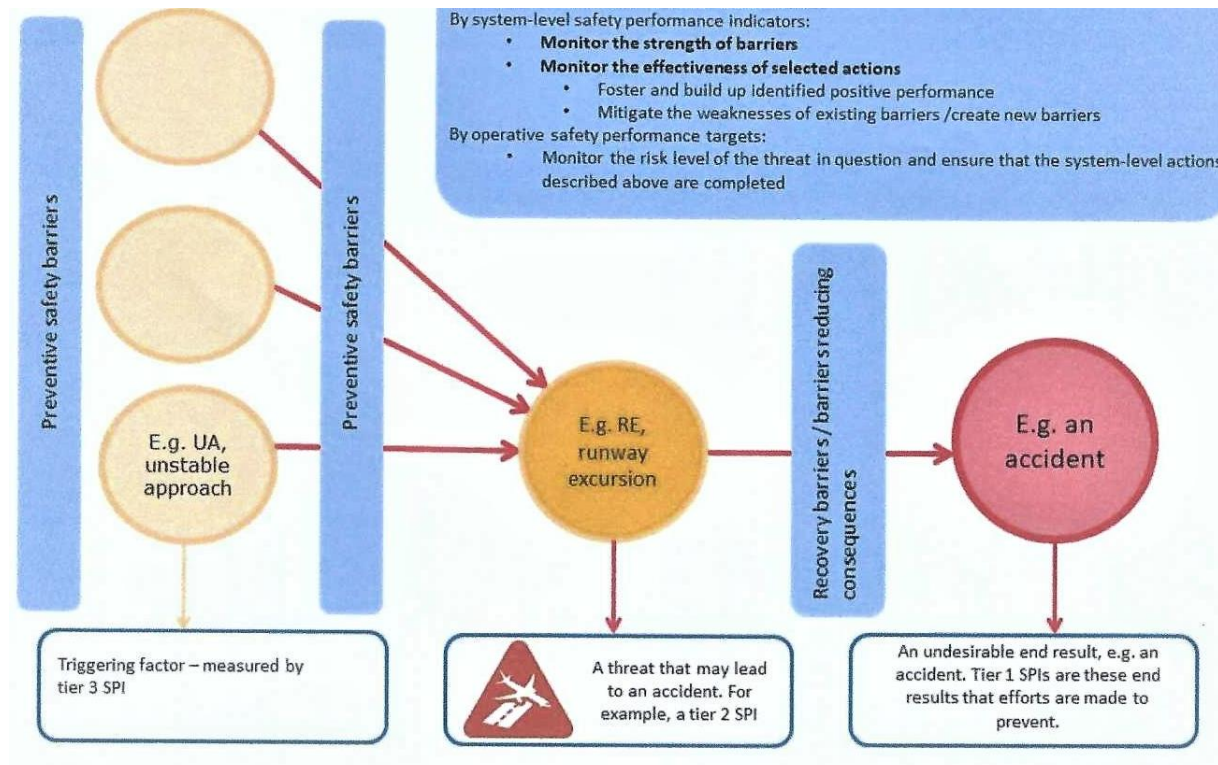 By system-level safety performance indicators:
• Monitor the strength of barriers
• Monitor the effectiveness of selected actions
• Foster and build up identified positive performance
• Mitigate the weaknesses of existing barriers /create new barriers
By operative safety performance targets:
• Monitor the risk level of the threat in question and ensure that the system-level actions
described above are completed
Preventive safety barriers
Preventive safety barriers
Recovery barriers / barriers reducing
consequences
E.g. UA,
unstable
approach
E.g. RE,
runway
excursion
E.g. an
accident
Triggering factor – measured by
tier 3 SPI
A threat that may lead
to an accident. For
example, a tier 2 SPI
An undesirable end result, e.g. an
accident. Tier 1 SPIs are these end
results that efforts are made to
prevent.